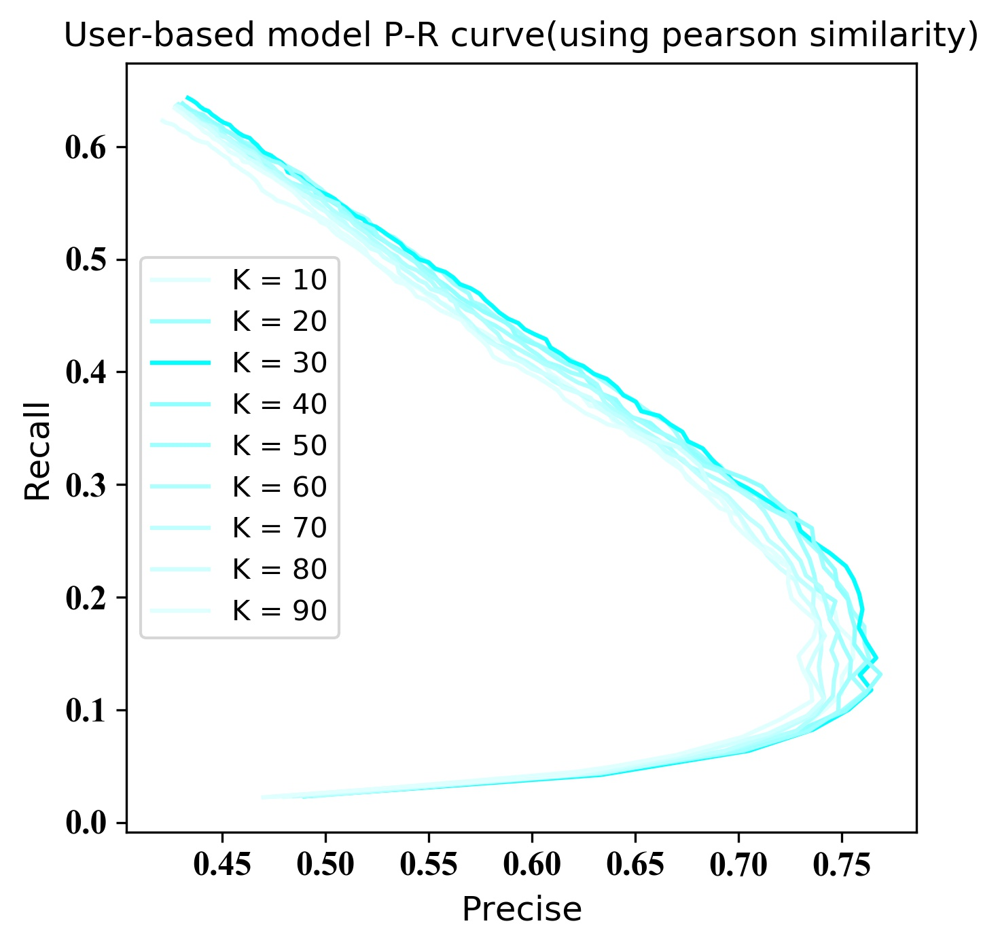 User-based model P-R curve(using pearson similarity)
Recall
0.6
0.5
0.4
0.3
0.2
0.1
0.0
K = 10
K = 20
K = 30
K = 40
K = 50
K = 60
K = 70
K = 80
K = 90
0.45 0.50 0.55 0.60 0.65 0.70 0.75
Precise